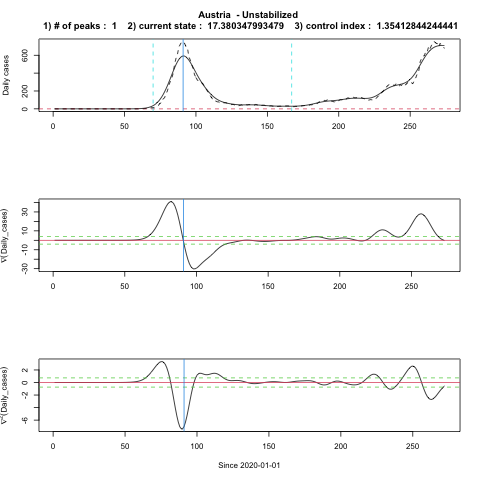 Austria - Unstabilized
1) # of peaks : 1 2) current state : 17.380347993479 3) control index : 1.35412844244441
Daily cases
0 200 600
0 50 100 150 200 250
∇(Daily_cases)
-30 -10 10 30
0 50 100 150 200 250
∇²(Daily_cases)
-6 -2 0 2
0 50 100 150 200 250
Since 2020-01-01